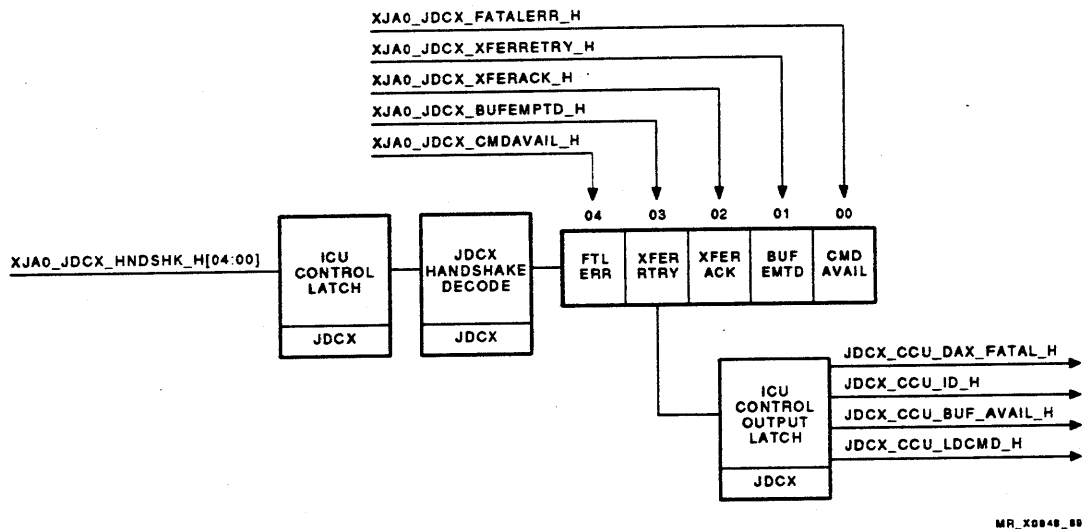 XJA0_JDCX_FATALERR_H
XJA0_JDCX_XFERRETRY_H
XJA0_JDCX_XFERACK_H
XJA0_JDCX_BUFEMPTD_H
XJA0_JDCX_CMDAVAIL_H
04 03 02 01 00
XJA0_JDCX_HNDSHK_H[04:00]
ICU
CONTROL
LATCH
JDCX
JDCX
HANDSHAKE
DECODE
JDCX
FTL
ERR
XFER
RTRY
XFER
ACK
BUF
EMTD
CMD
AVAIL
ICU
CONTROL
OUTPUT
LATCH
JDCX
JDCX_CCU_DAX_FATAL_H
JDCX_CCU_ID_H
JDCX_CCU_BUF_AVAIL_H
JDCX_CCU_LDCMD_H